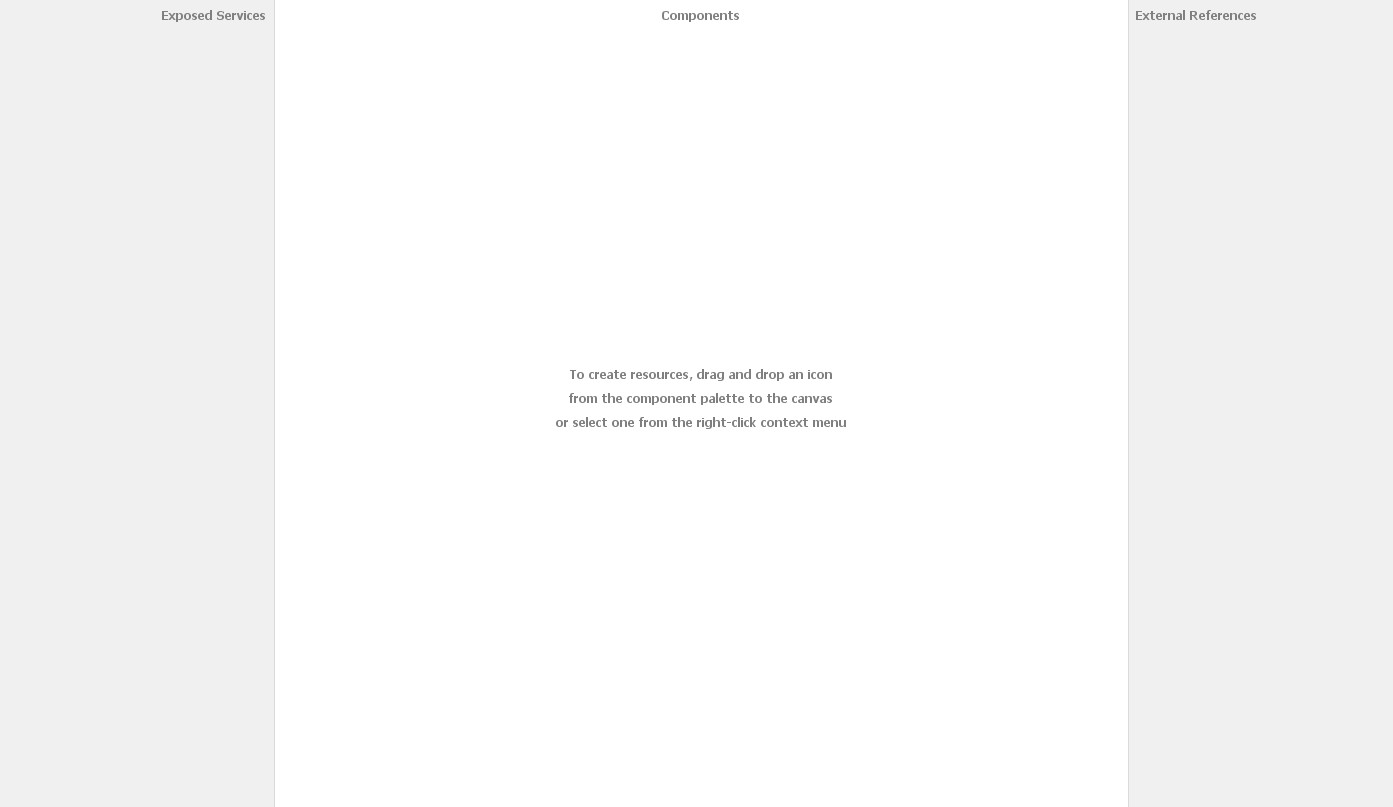 Exposed Services
Components
External References
To create resources, drag and drop an icon
from the component palette to the canvas
or select one from the right-click context menu